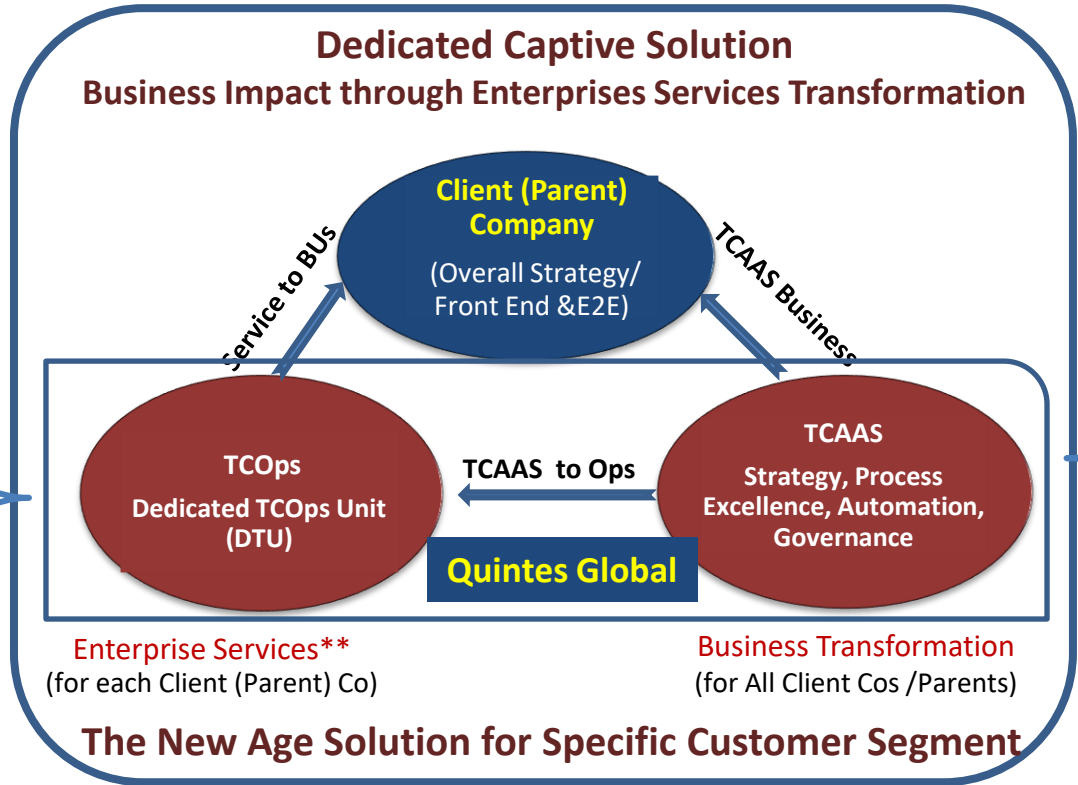 Dedicated Captive Solution
Business Impact through Enterprises Services Transformation
Client (Parent)
Company
(Overall Strategy/
Front End &E2E)
Service to BUs
TCAAS Business
TCOps
Dedicated TCOps Unit
(DTU)
TCAAS to Ops
TCAAS
Strategy, Process
Excellence, Automation,
Governance
Quintes Global
Enterprise Services**
(for each Client (Parent) Co)
Business Transformation
(for All Client Cos /Parents)
The New Age Solution for Specific Customer Segment